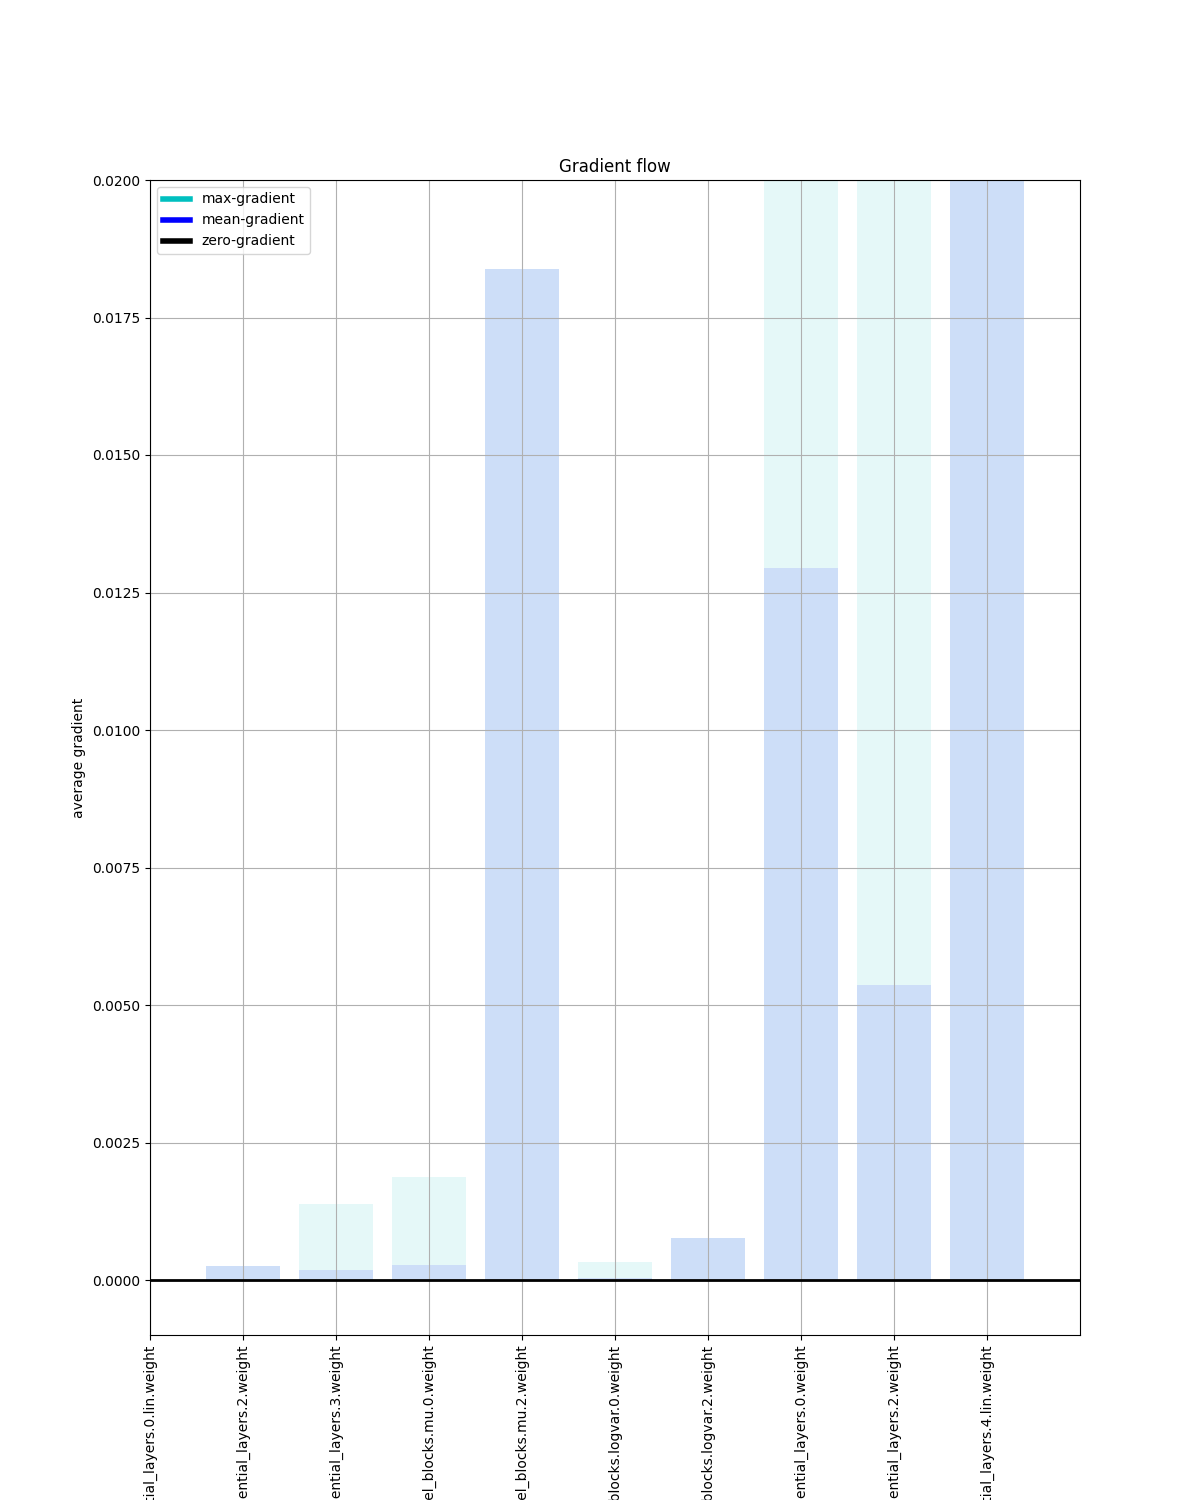 Gradient flow
max-gradient
mean-gradient
zero-gradient
average gradient
0.0200
0.0175
0.0150
0.0125
0.0100
0.0075
0.0050
0.0025
0.0000
tial_layers.0.lin.weight
ential_layers.2.weight
ential_layers.3.weight
el_blocks.mu.0.weight
el_blocks.mu.2.weight
blocks.logvar.0.weight
blocks.logvar.2.weight
ential_layers.0.weight
ential_layers.2.weight
tial_layers.4.lin.weight